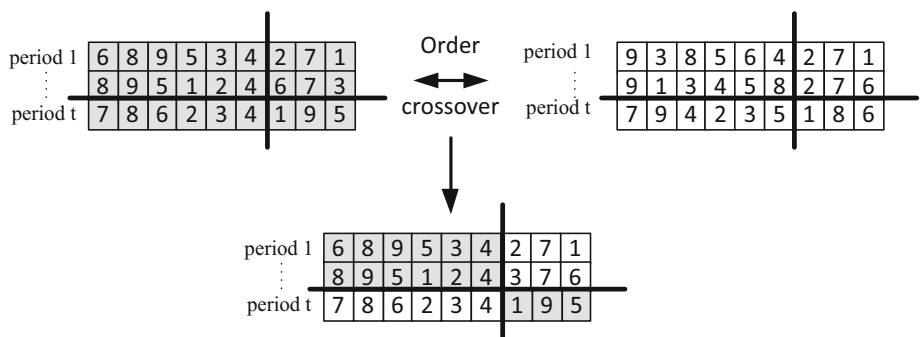 period 1 6 8 9 5 3 4 2 7 1
8 9 5 1 2 4 6 7 3
period t 7 8 6 2 3 4 1 9 5
Order
crossover
9 3 8 5 6 4 2 7 1
period 1
9 1 3 4 5 8 2 7 6
period t 7 9 4 2 3 5 1 8 6
period 1 6 8 9 5 3 4 2 7 1
8 9 5 1 2 4 3 7 6
period t 7 8 6 2 3 4 1 9 5